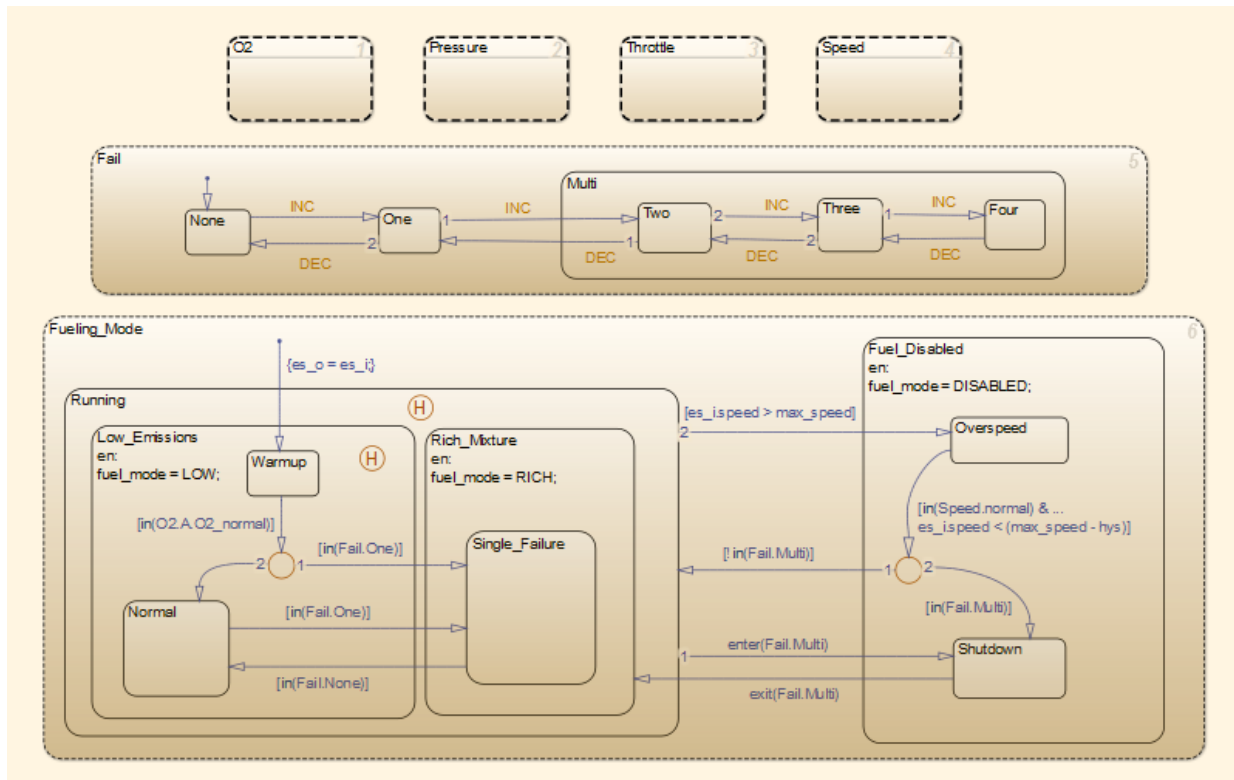 O2 1
Pressure 2
Throttle 3
Speed 4
Fail 5
Multi
None
INC
One
1
INC
Two
2
INC
Three
1
INC
Four
2
DEC
1
DEC
2
DEC
DEC
Fueling_Mode 6
{es_o = es_i;}
Running
H
Low_Emissions
en:
fuel_mode = LOW;
H
Warmup
[in(O2.A.O2_normal)]
2
1
[in(Fail.One)]
Normal
[in(Fail.One)]
[in(Fail.None)]
Rich_Mixture
en:
fuel_mode = RICH;
Single_Failure
[es_i.speed > max_speed]
2
[! in(Fail.Multi)]
1
enter(Fail.Multi)
exit(Fail.Multi)
Fuel_Disabled
en:
fuel_mode = DISABLED;
Overspeed
[in(Speed.normal) & ...
es_i.speed < (max_speed - hys)]
1
2
[in(Fail.Multi)]
Shutdown